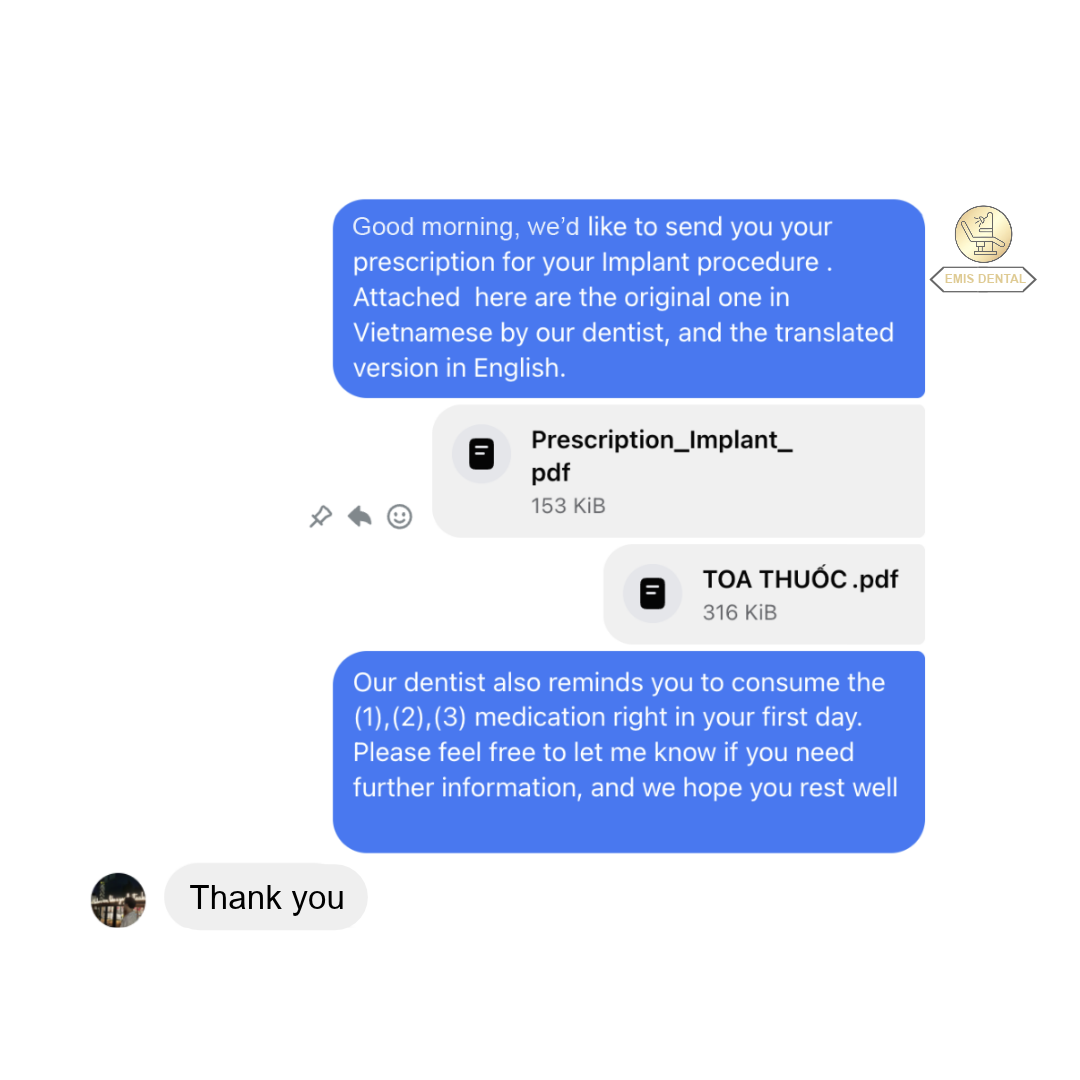 Good morning, we’d like to send you your
prescription for your Implant procedure .
Attached  here are the original one in
Vietnamese by our dentist, and the translated
version in English.
EMIS DENTAL
Prescription_Implant_
pdf
153 KiB
TOA THUỐC .pdf
316 KiB
Our dentist also reminds you to consume the
(1),(2),(3) medication right in your first day.
Please feel free to let me know if you need
further information, and we hope you rest well
Thank you